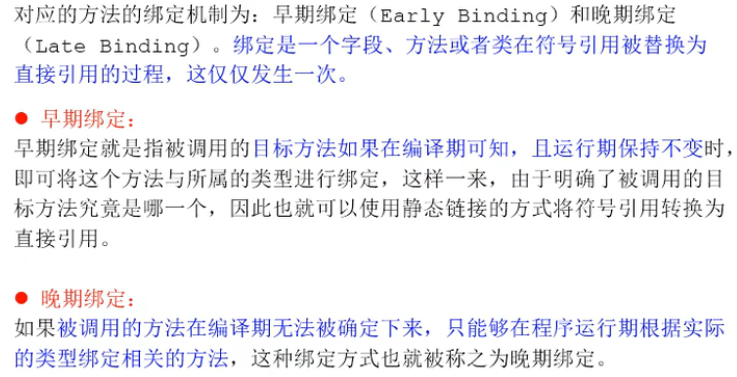 对应的方法的绑定机制为：早期绑定（Early Binding）和晚期绑定
（Late Binding）。绑定是一个字段、方法或者类在符号引用被替换为
直接引用的过程，这仅仅发生一次。
● 早期绑定：
早期绑定就是指被调用的目标方法如果在编译期可知，且运行期保持不变时，
即可将这个方法与所属的类型进行绑定，这样一来，由于明确了被调用的目
标方法究竟是哪一个，因此也就可以使用静态链接的方式将符号引用转换为
直接引用。
● 晚期绑定：
如果被调用的方法在编译期无法被确定下来，只能够在程序运行期根据实际
的类型绑定相关的方法，这种绑定方式也就被称之为晚期绑定。